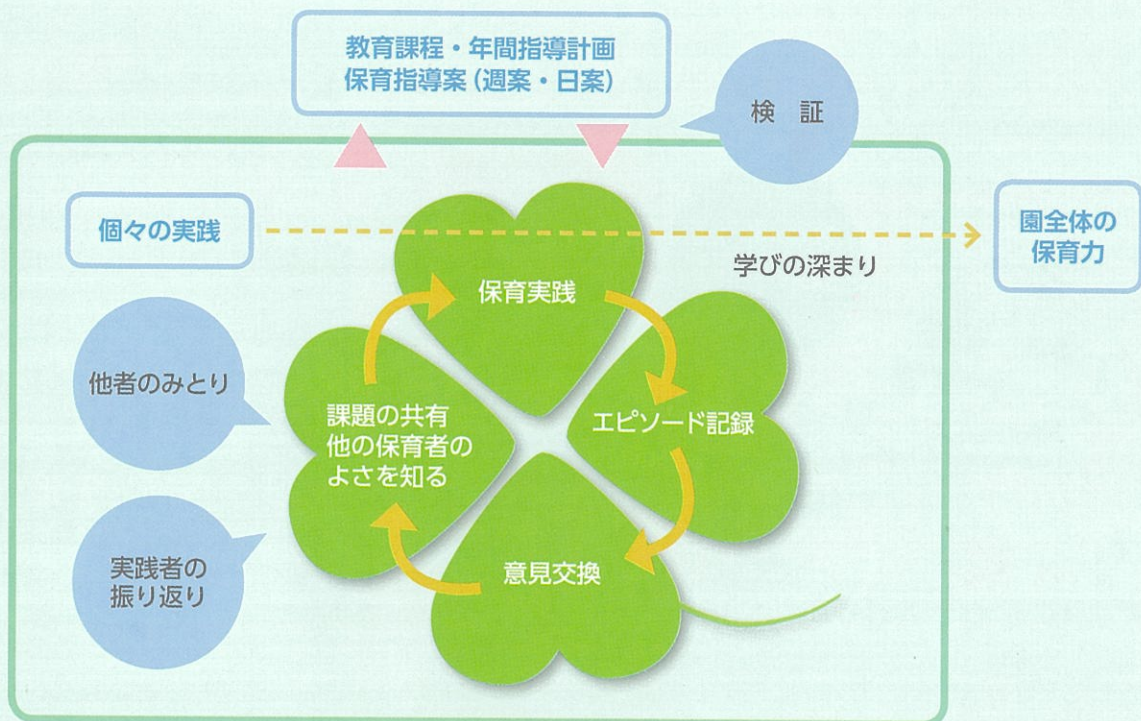 教育課程・年間指導計画
保育指導案（週案・日案）
検　証
個々の実践
園全体の
保育力
学びの深まり
保育実践
他者のみとり
課題の共有
他の保育者の
よさを知る
エピソード記録
実践者の
振り返り
意見交換